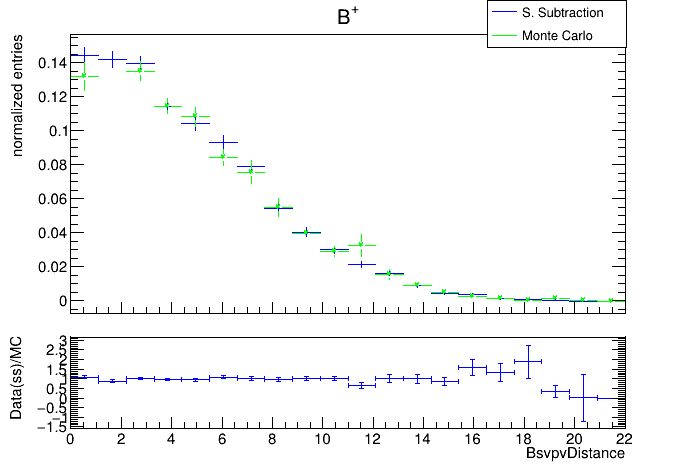 B+
S. Subtraction
Monte Carlo
normalized entries
0.14
0.12
0.1
0.08
0.06
0.04
0.02
0
Data(ss)/MC
3
2.5
2
1.5
1
0.5
0
−0.5
−1
−1.5
0 2 4 6 8 10 12 14 16 18 20 22
BsvpvDistance